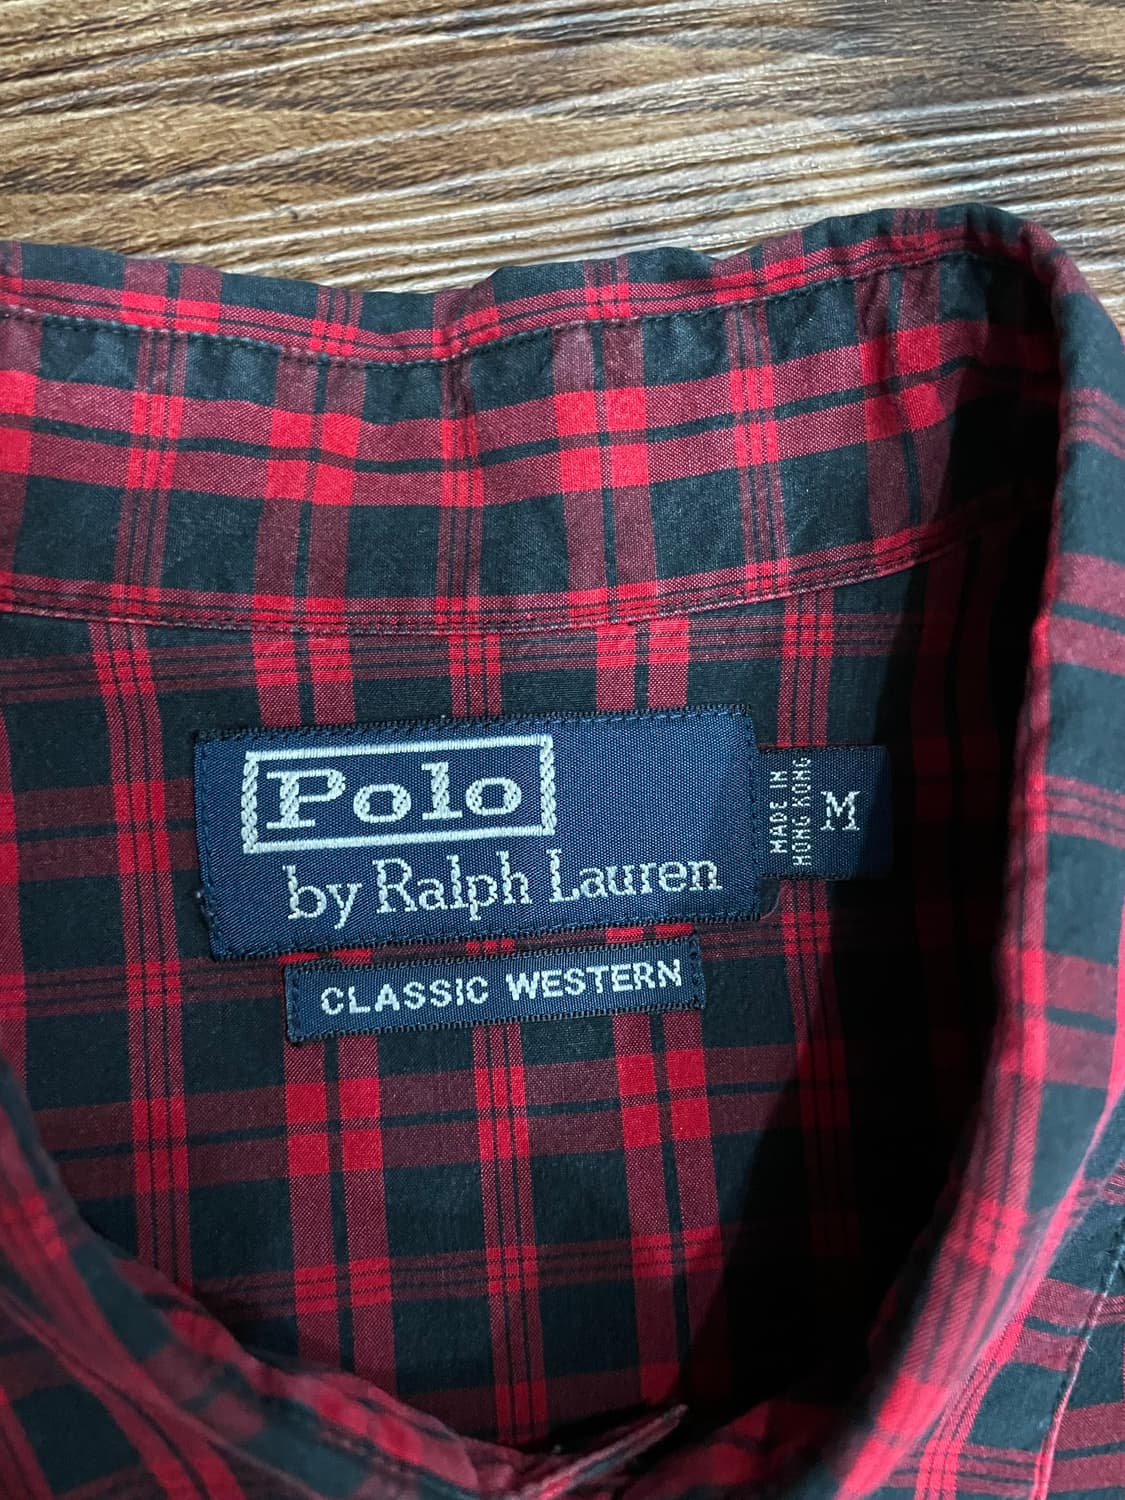 Polo
by Ralph Lauren
MADE IN
HONG KONG
M
CLASSIC WESTERN